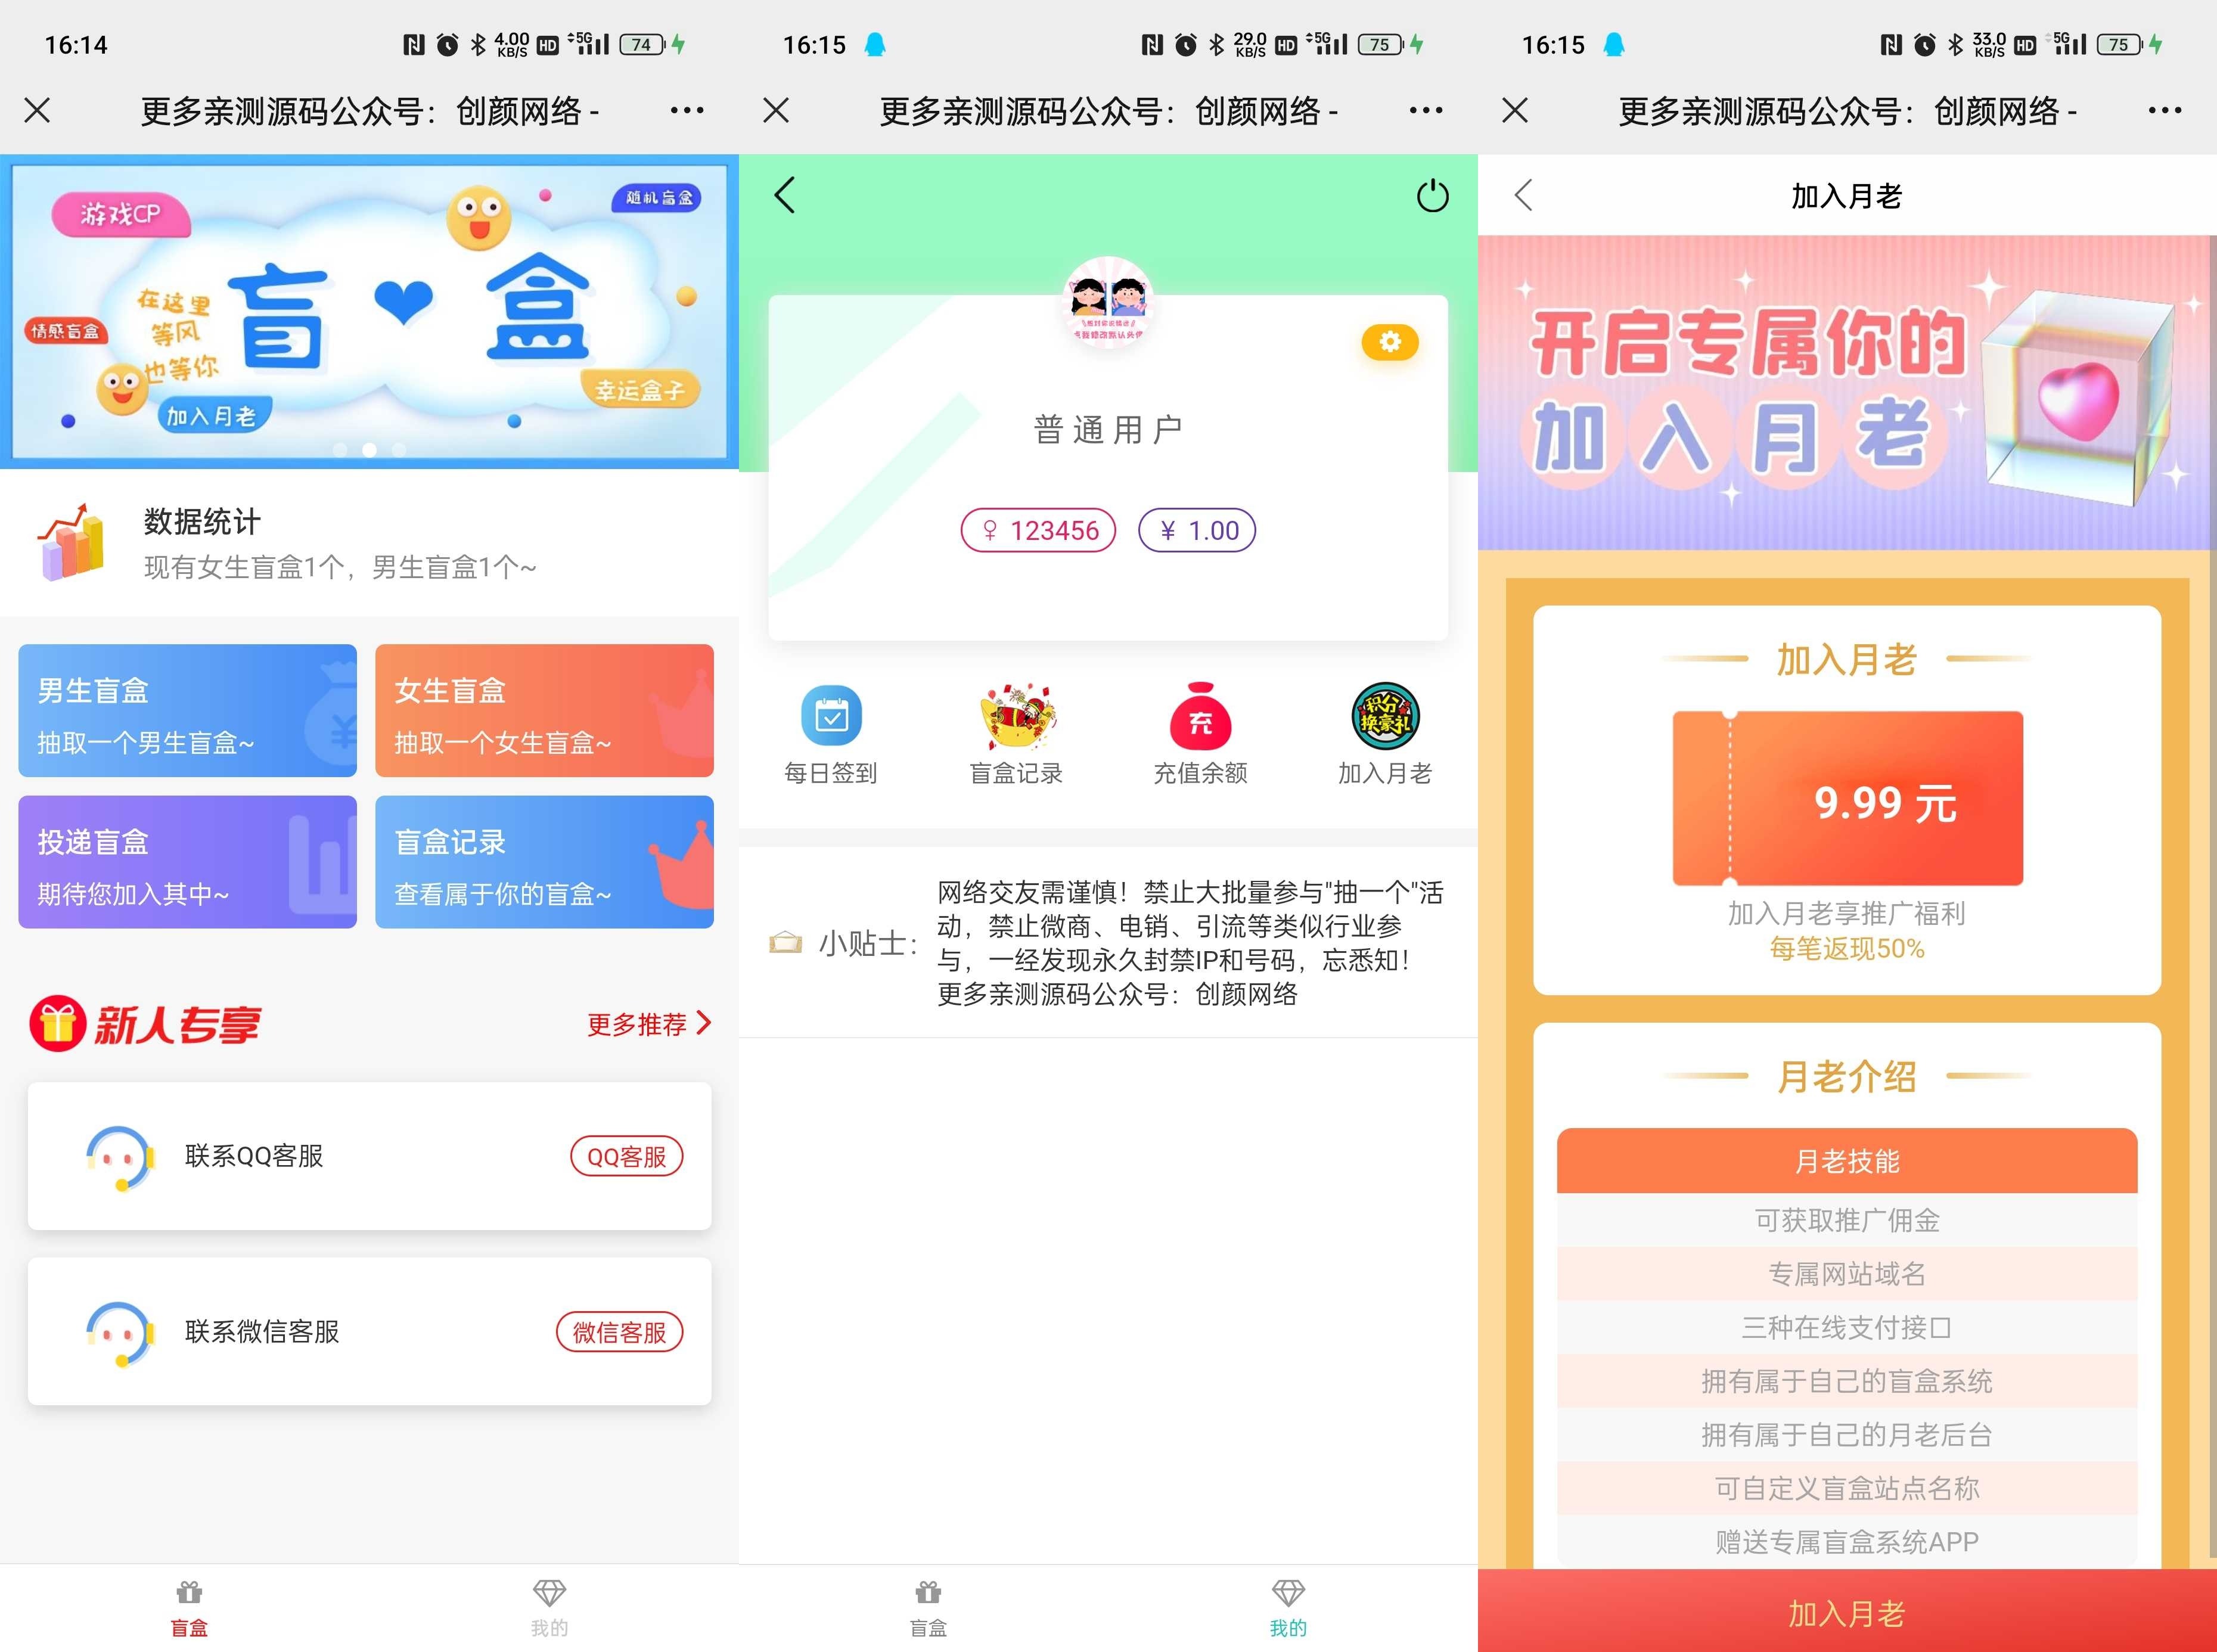 16:14
4.00
KB/S
HD
5G
74
更多亲测源码公众号：创颜网络 -
游戏CP
随机盲盒
在这里
等风
也等你
盲
盒
情感盲盒
幸运盒子
加入月老
数据统计
现有女生盲盒1个，男生盲盒1个~
男生盲盒
抽取一个男生盲盒~
女生盲盒
抽取一个女生盲盒~
投递盲盒
期待您加入其中~
盲盒记录
查看属于你的盲盒~
新人专享
更多推荐
联系QQ客服
QQ客服
联系微信客服
微信客服
盲盒
我的
16:15
29.0
KB/S
HD
5G
75
更多亲测源码公众号：创颜网络 -
普通用户
♀ 123456
¥ 1.00
充
积分
换豪礼
每日签到
盲盒记录
充值余额
加入月老
小贴士：
网络交友需谨慎！禁止大批量参与"抽一个"活
动，禁止微商、电销、引流等类似行业参
与，一经发现永久封禁IP和号码，忘悉知！
更多亲测源码公众号：创颜网络
盲盒
我的
16:15
33.0
KB/S
HD
5G
75
更多亲测源码公众号：创颜网络 -
加入月老
开启专属你的
加入月老
加入月老
9.99 元
加入月老享推广福利
每笔返现50%
月老介绍
月老技能
可获取推广佣金
专属网站域名
三种在线支付接口
拥有属于自己的盲盒系统
拥有属于自己的月老后台
可自定义盲盒站点名称
赠送专属盲盒系统APP
加入月老